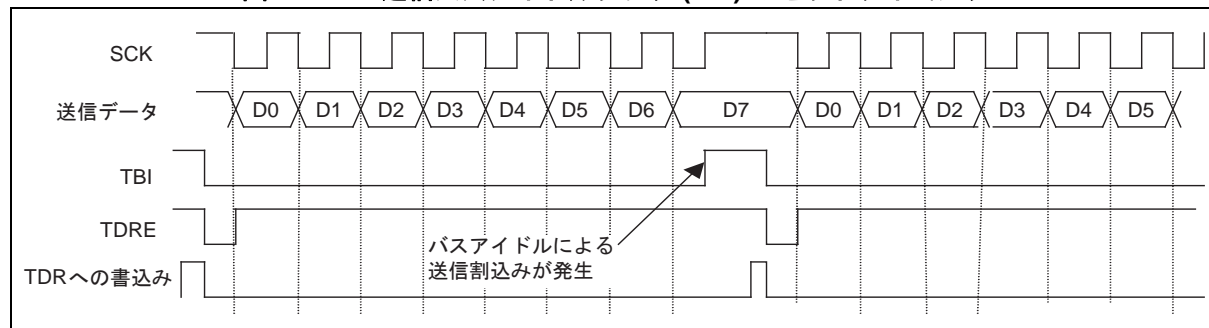 SCK
送信データ D0 D1 D2 D3 D4 D5 D6 D7 D0 D1 D2 D3 D4 D5
TBI
TDRE
バスアイドルによる
送信割込みが発生
TDRへの書込み